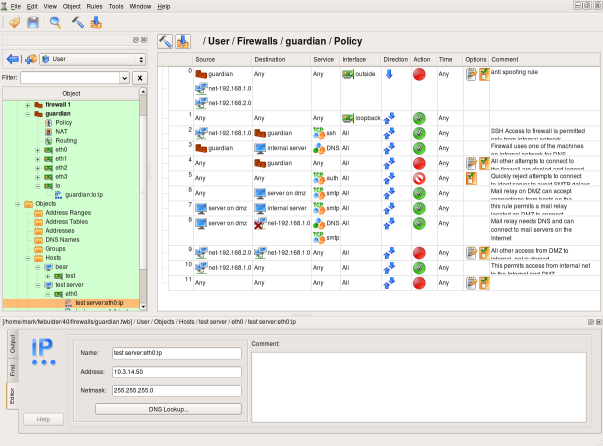 File Edit View Object Rules Tools Window Help
User
/ User / Firewalls / guardian / Policy
Filter:
Object
firewall 1
guardian
Policy
NAT
Routing
eth0
eth1
eth2
eth3
lo
guardian:lo:ip
Objects
Address Ranges
Address Tables
Addresses
DNS Names
Groups
Hosts
bear
test
test server
eth0
test server:eth0:ip
Source Destination Service Interface Direction Action Time Options Comment
0 guardian Any Any outside Any anti spoofing rule
net-192.168.1.0
net-192.168.2.0
1 Any Any Any loopback Any
2 net-192.168.1.0 guardian TCP ssh All Any SSH Access to firewall is permitted
only from internal network
3 guardian internal server DNS All Any Firewall uses one of the machines
on internal network for DNS
4 Any guardian Any All Any All other attempts to connect to
the firewall are denied and logged
5 Any Any TCP auth All Any Quickly reject attempts to connect
to ident server to avoid SMTP delays
6 Any server on dmz TCP smtp All Any Mail relay on DMZ can accept
connections from hosts on the
7 server on dmz internal server TCP smtp All Any this rule permits a mail relay
located on DMZ to connect
8 server on dmz net-192.168.1.0 DNS All Any Mail relay needs DNS and can
connect to mail servers on the
Internet
TCP smtp
9 net-192.168.2.0 net-192.168.1.0 Any All Any All other access from DMZ to
internal net is denied
10 net-192.168.1.0 Any Any All Any This permits access from internal net
to the Internet and DMZ
11 Any Any Any All Any
[/home/mark/fwbuilder/40/firewalls/guardian.fwb] / User / Objects / Hosts / test server / eth0 / test server:eth0:ip
Output
Find
Editor
IP
Help
Name: test server:eth0:ip
Address: 10.3.14.50
Netmask: 255.255.255.0
DNS Lookup...
Comment: